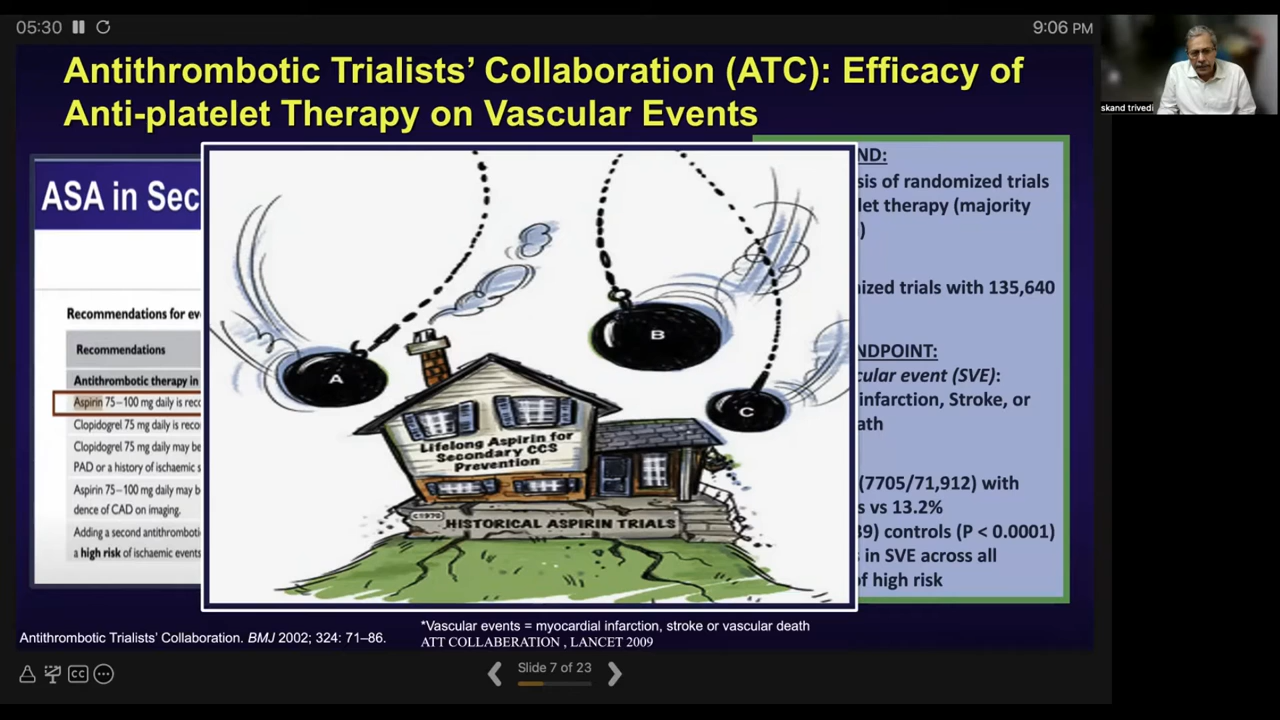 05:30
9:06 PM
skand trivedi
Antithrombotic Trialists’ Collaboration (ATC): Efficacy of
Anti-platelet Therapy on Vascular Events
ASA in Sec
Recommendations for
Recommendations
Antithrombotic therapy in
Aspirin 75–100 mg daily is
Clopidogrel 75 mg daily is
Clopidogrel 75 mg daily may be
PAD or a history of ischaemic
Aspirin 75–100 mg daily may
dence of CAD on imaging.
Adding a second antithrombotic
a high risk of ischaemic events
A
B
C
Lifelong Aspirin for
Secondary CCS
Prevention
C1970
HISTORICAL ASPIRIN TRIALS
ND:
sis of randomized trials
let therapy (majority
)
nized trials with 135,640
NDPOINT:
cular event (SVE):
infarction, Stroke, or
ath
(7705/71,912) with
s vs 13.2%
39) controls (P < 0.0001)
s in SVE across all
of high risk
*Vascular events = myocardial infarction, stroke or vascular death
Antithrombotic Trialists’ Collaboration. BMJ 2002; 324: 71–86.
ATT COLLABERATION , LANCET 2009
CC
Slide 7 of 23